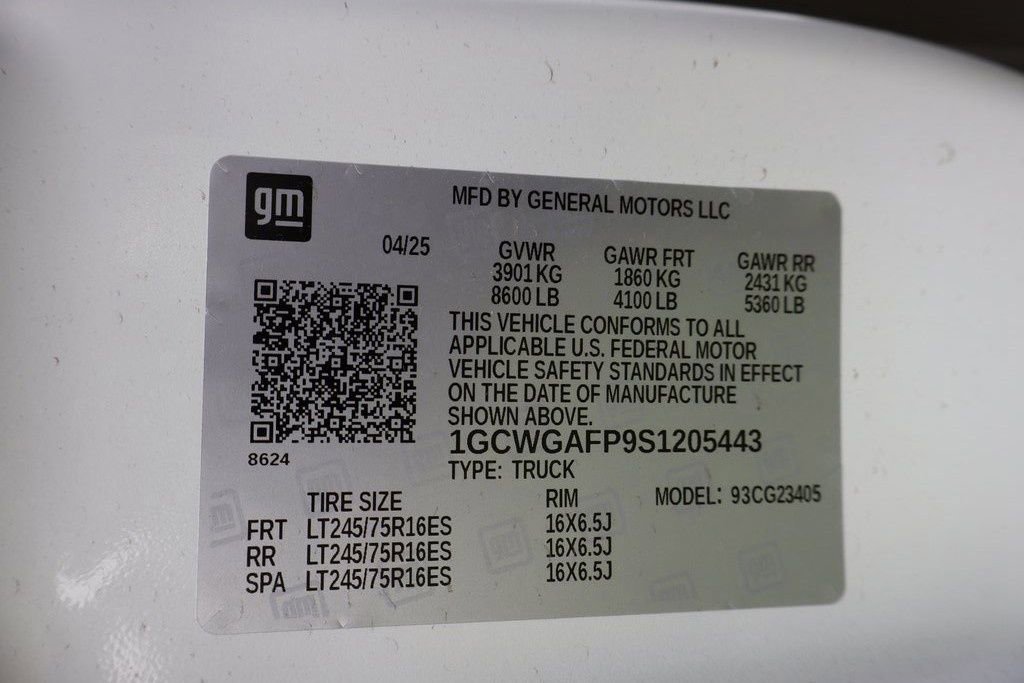 gm
MFD BY GENERAL MOTORS LLC
04/25
GVWR GAWR FRT GAWR RR
3901 KG 1860 KG 2431 KG
8600 LB 4100 LB 5360 LB
THIS VEHICLE CONFORMS TO ALL
APPLICABLE U.S. FEDERAL MOTOR
VEHICLE SAFETY STANDARDS IN EFFECT
ON THE DATE OF MANUFACTURE
SHOWN ABOVE.
8624
1GCWGAFP9S1205443
TYPE: TRUCK
TIRE SIZE RIM MODEL: 93CG23405
FRT LT245/75R16ES 16X6.5J
RR LT245/75R16ES 16X6.5J
SPA LT245/75R16ES 16X6.5J